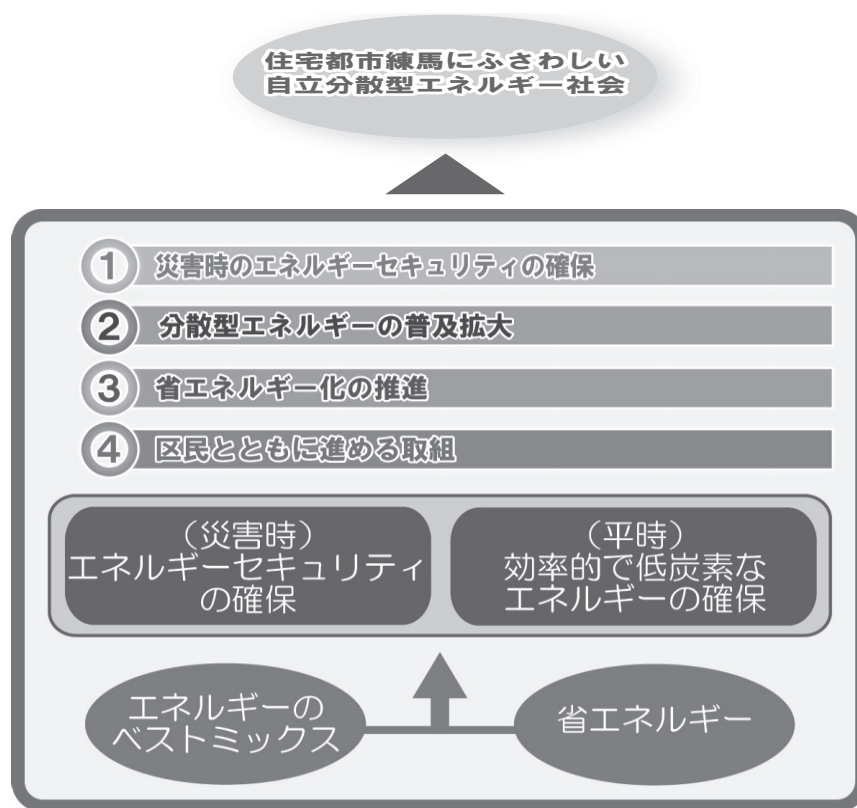 住宅都市練馬にふさわしい
自立分散型エネルギー社会
1 災害時のエネルギーセキュリティの確保
2 分散型エネルギーの普及拡大
3 省エネルギー化の推進
4 区民とともに進める取組
（災害時）
エネルギーセキュリティ
の確保
（平時）
効率的で低炭素な
エネルギーの確保
エネルギーの
ベストミックス
省エネルギー